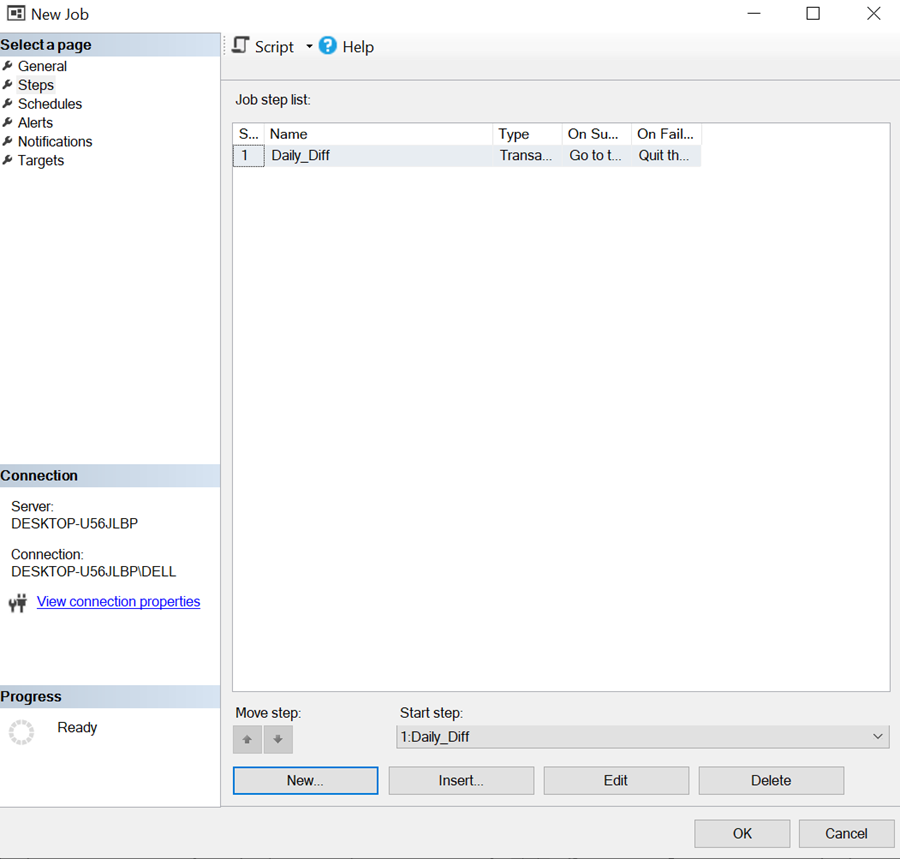 New Job
Select a page
General
Steps
Schedules
Alerts
Notifications
Targets
Connection
Server:
DESKTOP-U56JLBP
Connection:
DESKTOP-U56JLBP\DELL
View connection properties
Progress
Ready
Script Help
Job step list:
S... Name Type On Su... On Fail...
1 Daily_Diff Transa... Go to t... Quit th...
Move step: Start step:
1:Daily_Diff
New... Insert... Edit Delete
OK Cancel